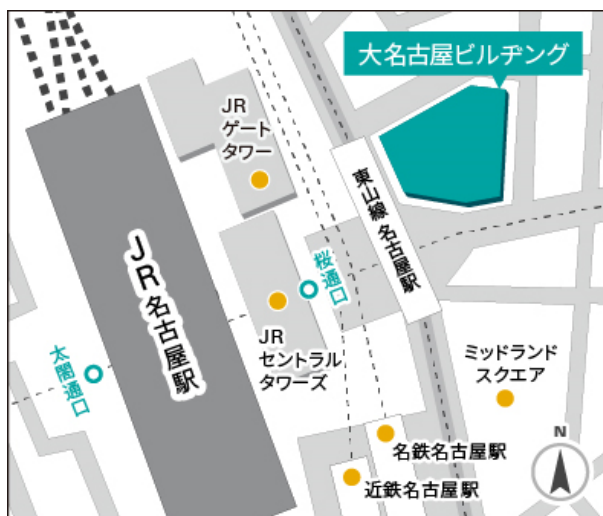 大名古屋ビルヂング
JR
ゲート
タワー
東山線 名古屋駅
桜通口
JR名古屋駅
JR
セントラル
タワーズ
太閤通口
ミッドランド
スクエア
名鉄名古屋駅
近鉄名古屋駅
N